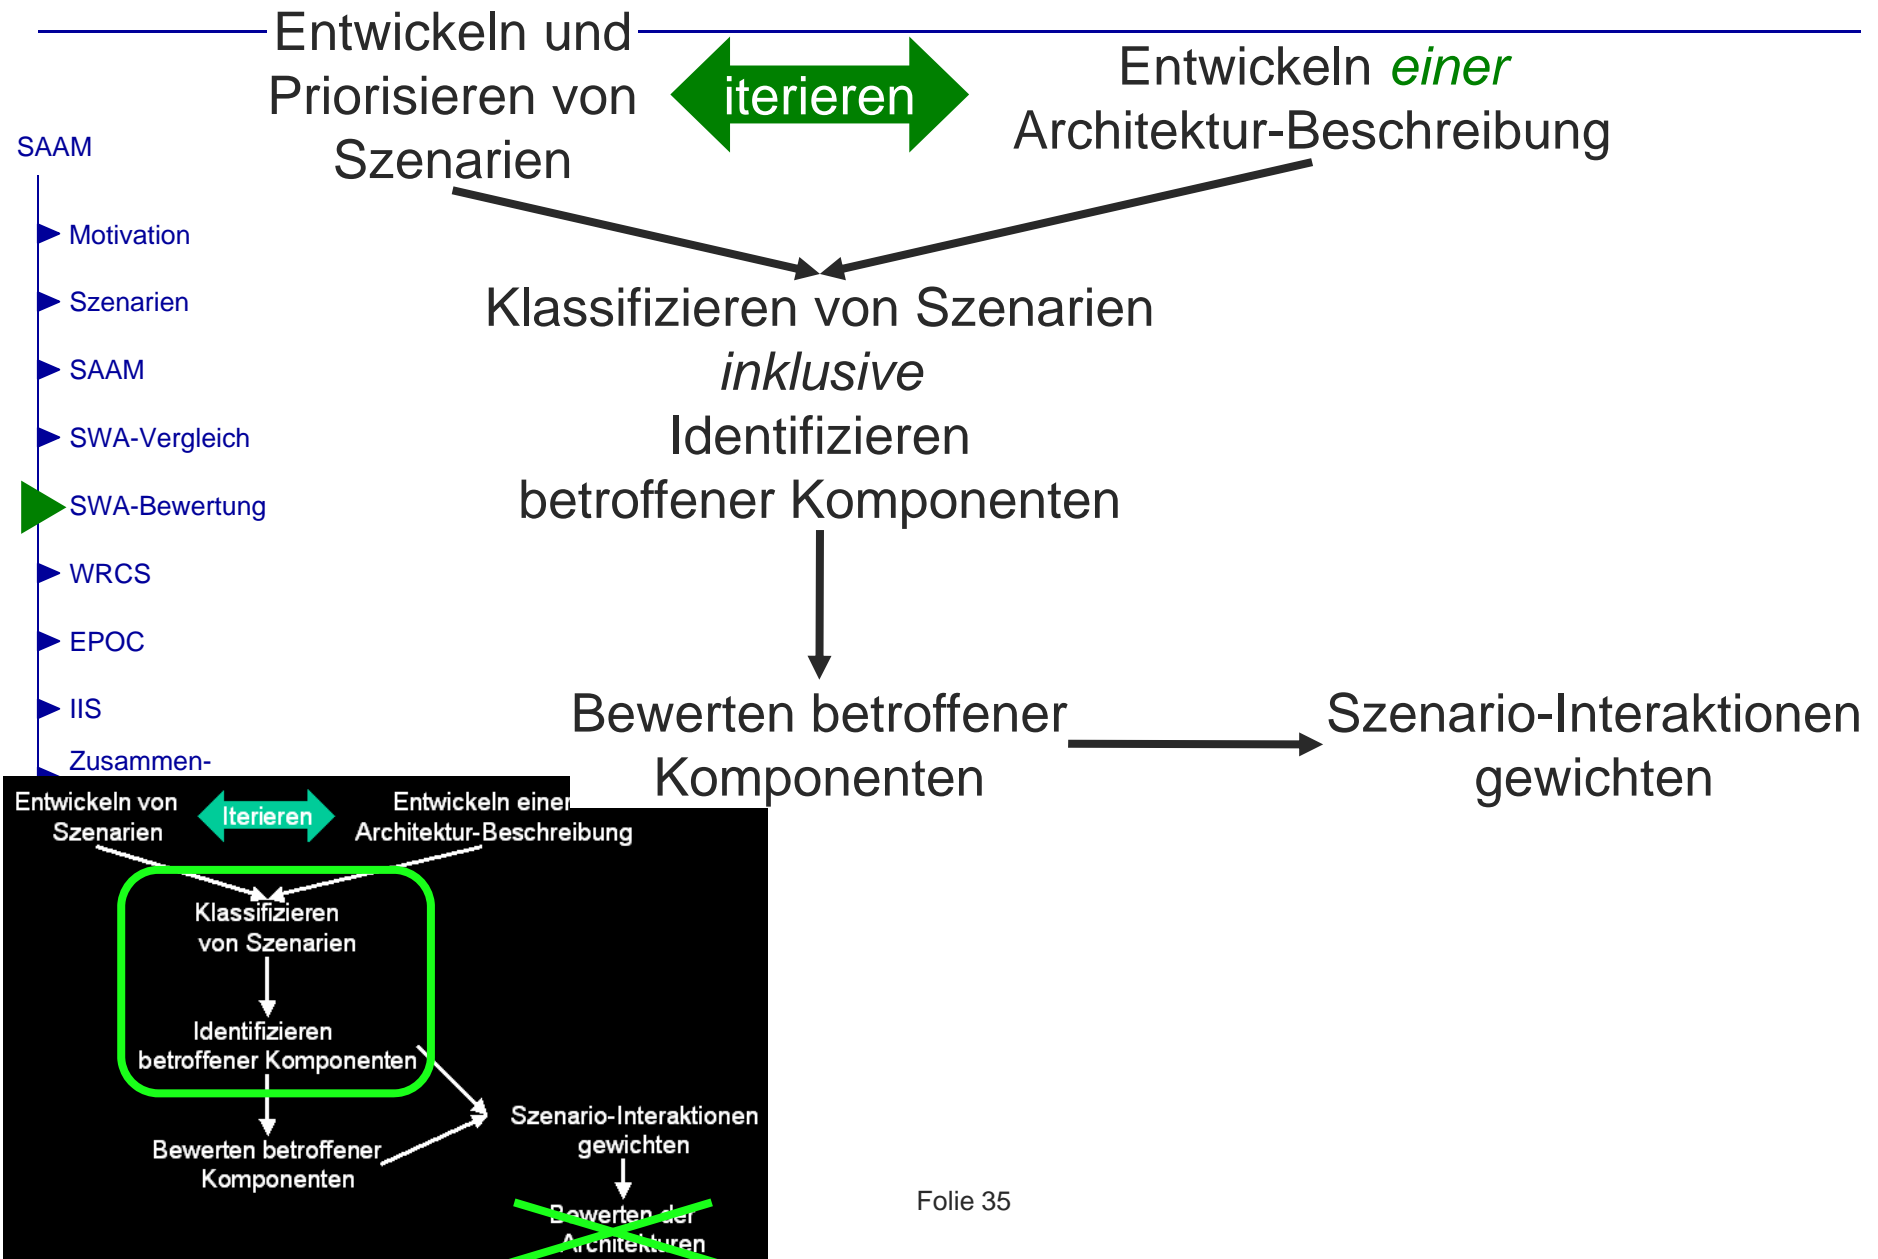 Entwickeln und
Priorisieren von
Szenarien
iterieren
Entwickeln einer
Architektur-Beschreibung
SAAM
Motivation
Szenarien
SAAM
SWA-Vergleich
SWA-Bewertung
WRCS
EPOC
IIS
Zusammen-
Klassifizieren von Szenarien
inklusive
Identifizieren
betroffener Komponenten
Bewerten betroffener
Komponenten
Szenario-Interaktionen
gewichten
Entwickeln von
Szenarien
Iterieren
Entwickeln einer
Architektur-Beschreibung
Klassifizieren
von Szenarien
Identifizieren
betroffener Komponenten
Bewerten betroffener
Komponenten
Szenario-Interaktionen
gewichten
Bewerten der
Architekturen
Folie 35